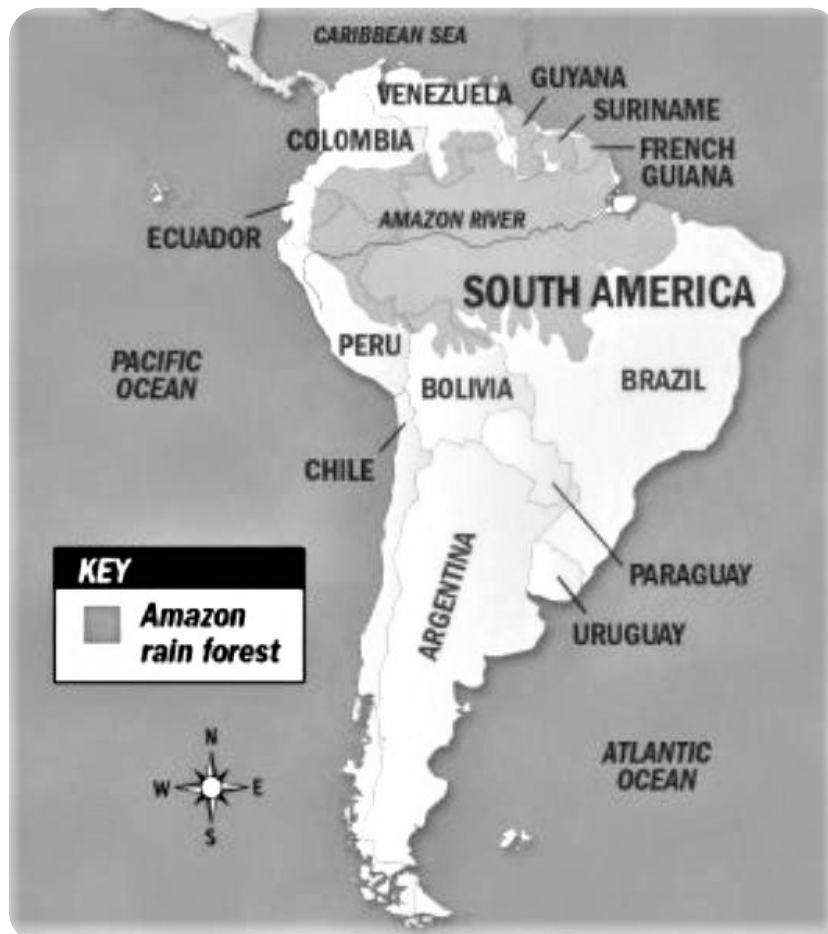 CARIBBEAN SEA
GUYANA
VENEZUELA
SURINAME
COLOMBIA
FRENCH
GUIANA
ECUADOR
AMAZON RIVER
SOUTH AMERICA
PERU
PACIFIC
OCEAN
BOLIVIA
BRAZIL
CHILE
ARGENTINA
PARAGUAY
URUGUAY
KEY
Amazon
rain forest
N
W E
S
ATLANTIC
OCEAN